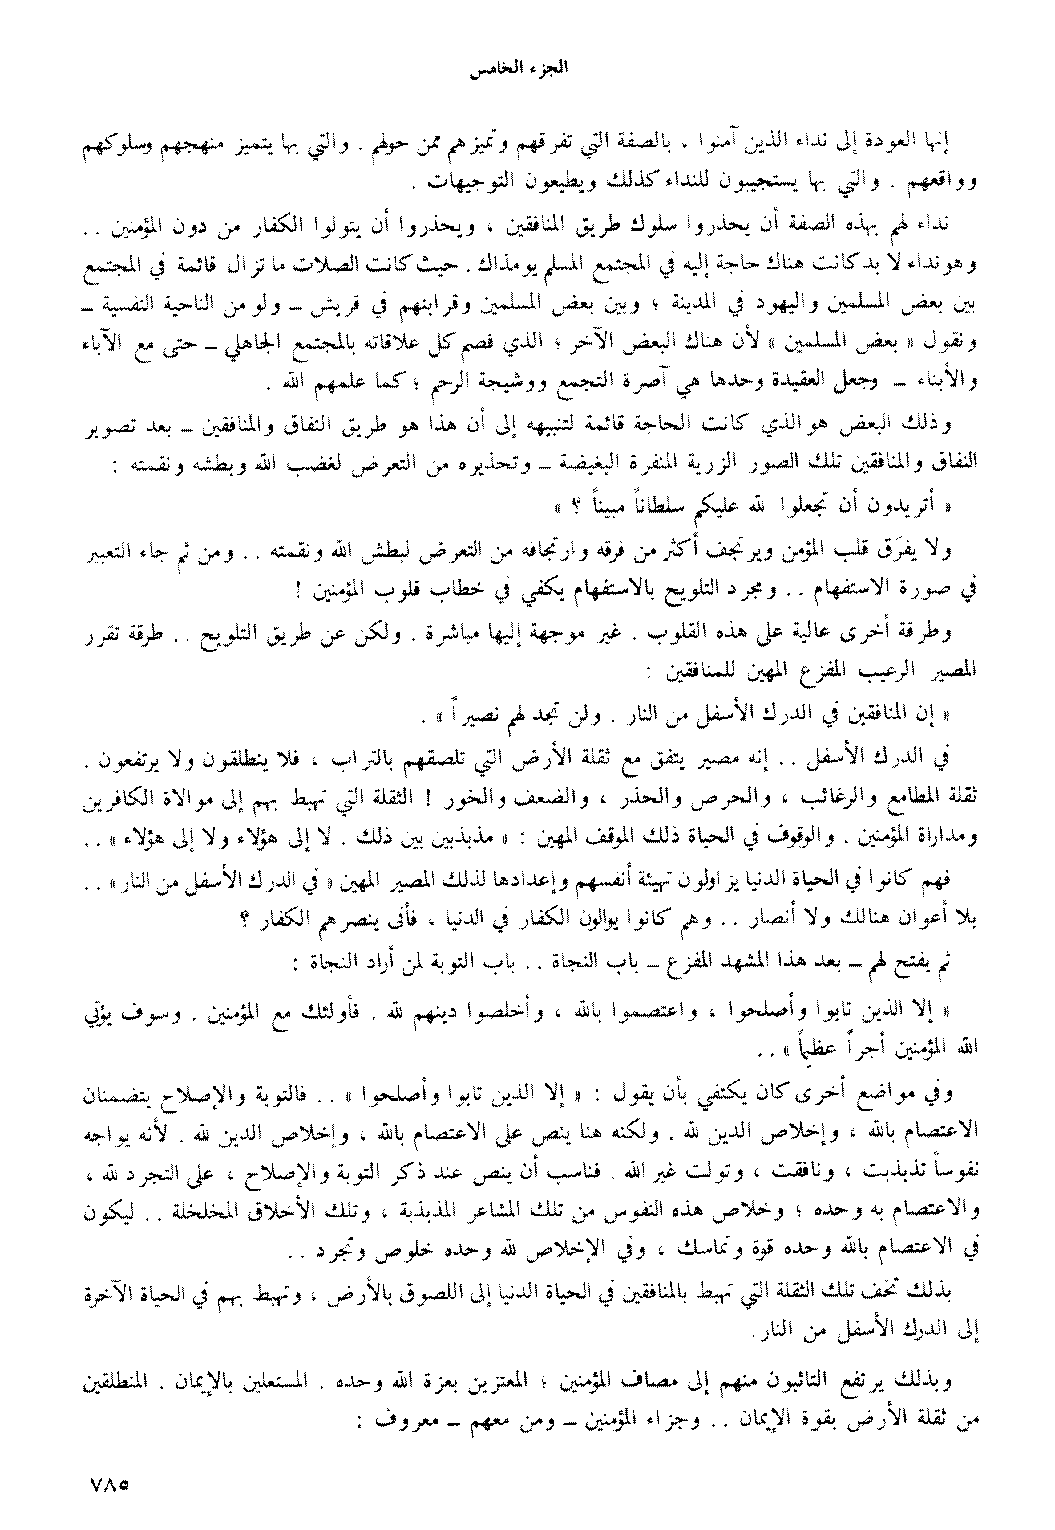 الجزء الخامس
إنها العودة إلى نداء الذين آمنوا ، بالصفة التي تفرقهم وتميزهم ممن حولهم . والتي بها يتميز منهجهم وسلوكهم
وواقعهم . والتي بها يستجيبون للنداء كذلك ويطيعون التوجيهات .
نداء لهم بهذه الصفة أن يحذروا سلوك طريق المنافقين ، ويحذروا أن يتولوا الكفار من دون المؤمنين . .
وهو نداء لا بد كانت هناك حاجة إليه في المجتمع المسلم يومذاك . حيث كانت الصلات ما تزال قائمة في المجتمع
بين بعض المسلمين واليهود في المدينة ؛ وبين بعض المسلمين وقرابتهم في قريش – ولو من الناحية النفسية –
ونقول « بعض المسلمين » لأن هناك البعض الآخر ؛ الذي فصم كل علاقاته بالمجتمع الجاهلي – حتى مع الآباء
والأبناء – وجعل العقيدة وحدها هي آصرة التجمع ووشيجة الرحم ؛ كما علمهم الله .
وذلك البعض هو الذي كانت الحاجة قائمة لتنبيهه إلى أن هذا هو طريق النفاق والمنافقين – بعد تصوير
النفاق والمنافقين تلك الصور الزرية المنفرة البغيضة – وتحذيره من التعرض لغضب الله وبطشه ونقمته :
« أتريدون أن تجعلوا لله عليكم سلطاناً مبيناً ؟ »
ولا يفرَق قلب المؤمن ويرتجف أكثر من فرقه وارتجافه من التعرض لبطش الله ونقمته . . ومن ثم جاء التعبير
في صورة الاستفهام . . ومجرد التلويح بالاستفهام يكفي في خطاب قلوب المؤمنين !
وطرقة أخرى عالية على هذه القلوب . غير موجهة إليها مباشرة . ولكن عن طريق التلويح . . طرقة تقرر
المصير الرعيب المفزع المهين للمنافقين :
« إن المنافقين في الدرك الأسفل من النار . ولن تجد لهم نصيراً » .
في الدرك الأسفل . . إنه مصير يتفق مع ثقلة الأرض التي تلصقهم بالتراب ، فلا ينطلقون ولا يرتفعون .
ثقلة المطامع والرغائب ، والحرص والحذر ، والضعف والخور ! الثقلة التي تهبط بهم إلى موالاة الكافرين
ومداراة المؤمنين . والوقوف في الحياة ذلك الموقف المهين : « مذبذبين بين ذلك . لا إلى هؤلاء ولا إلى هؤلاء » . .
فهم كانوا في الحياة الدنيا يزاولون تهيئة أنفسهم وإعدادها لذلك المصير المهين « في الدرك الأسفل من النار » . .
بلا أعوان هنالك ولا أنصار . . وهم كانوا يوالون الكفار في الدنيا ، فأنى ينصرهم الكفار ؟
ثم يفتح لهم – بعد هذا المشهد المفزع – باب النجاة . . باب التوبة لمن أراد النجاة :
« إلا الذين تابوا وأصلحوا ، واعتصموا بالله ، وأخلصوا دينهم لله . فأولئك مع المؤمنين . وسوف يؤتي
الله المؤمنين أجراً عظيماً » . .
وفي مواضع أخرى كان يكتفي بأن يقول : « إلا الذين تابوا وأصلحوا » . . فالتوبة والإصلاح يتضمنان
الاعتصام بالله ، وإخلاص الدين لله . ولكنه هنا ينص على الاعتصام بالله ، وإخلاص الدين لله . لأنه يواجه
نفوساً تذبذبت ، ونافقت ، وتولت غير الله . فناسب أن ينص عند ذكر التوبة والإصلاح ، على التجرد لله ،
والاعتصام به وحده ؛ وخلاص هذه النفوس من تلك المشاعر المذبذبة ، وتلك الأخلاق المخلخلة . . ليكون
في الاعتصام بالله وحده قوة وتماسك ، وفي الإخلاص لله وحده خلوص وتجرد . .
بذلك تخف تلك الثقلة التي تهبط بالمنافقين في الحياة الدنيا إلى اللصوق بالأرض ، وتهبط بهم في الحياة الآخرة
إلى الدرك الأسفل من النار .
وبذلك يرتفع التائبون منهم إلى مصاف المؤمنين ؛ المعتزين بعزة الله وحده . المستعلين بالإيمان . المنطلقين
من ثقلة الأرض بقوة الإيمان . . وجزاء المؤمنين – ومن معهم – معروف :
٧٨٥